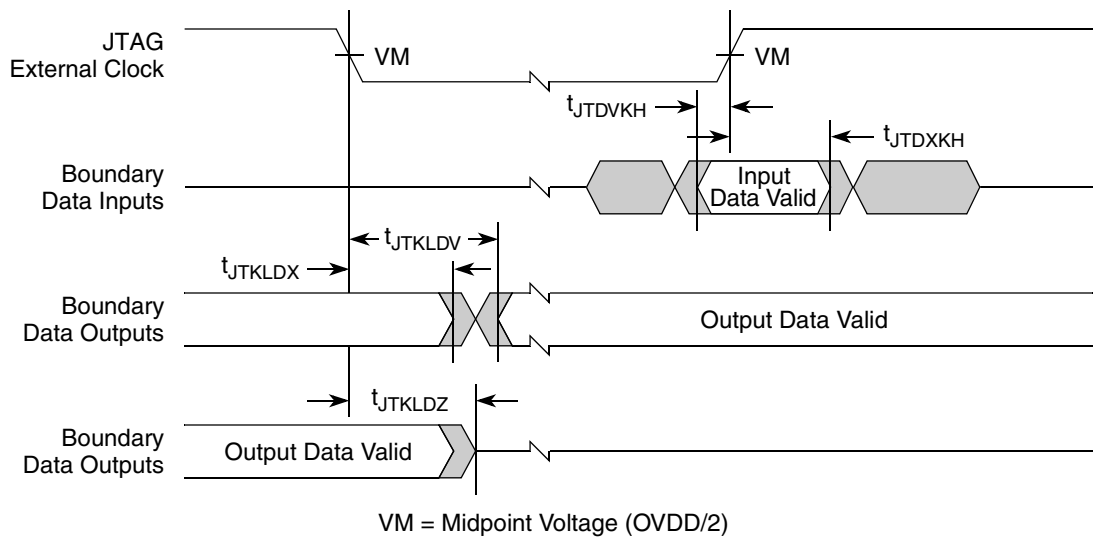 JTAG
External Clock
VM
VM
tJTDVKH
tJTDXKH
Boundary
Data Inputs
Input
Data Valid
tJTKLDV
tJTKLDX
Boundary
Data Outputs
Output Data Valid
tJTKLDZ
Boundary
Data Outputs
Output Data Valid
VM = Midpoint Voltage (OVDD/2)